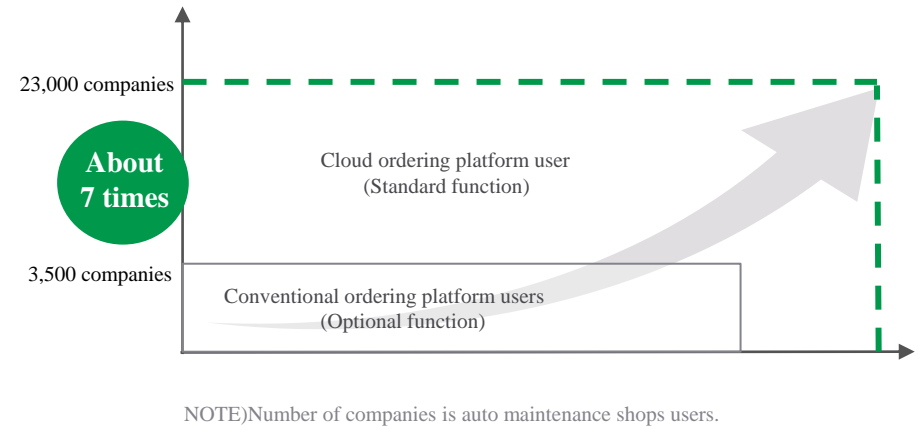 23,000 companies
About
7 times
Cloud ordering platform user
(Standard function)
3,500 companies
Conventional ordering platform users
(Optional function)
NOTE)Number of companies is auto maintenance shops users.